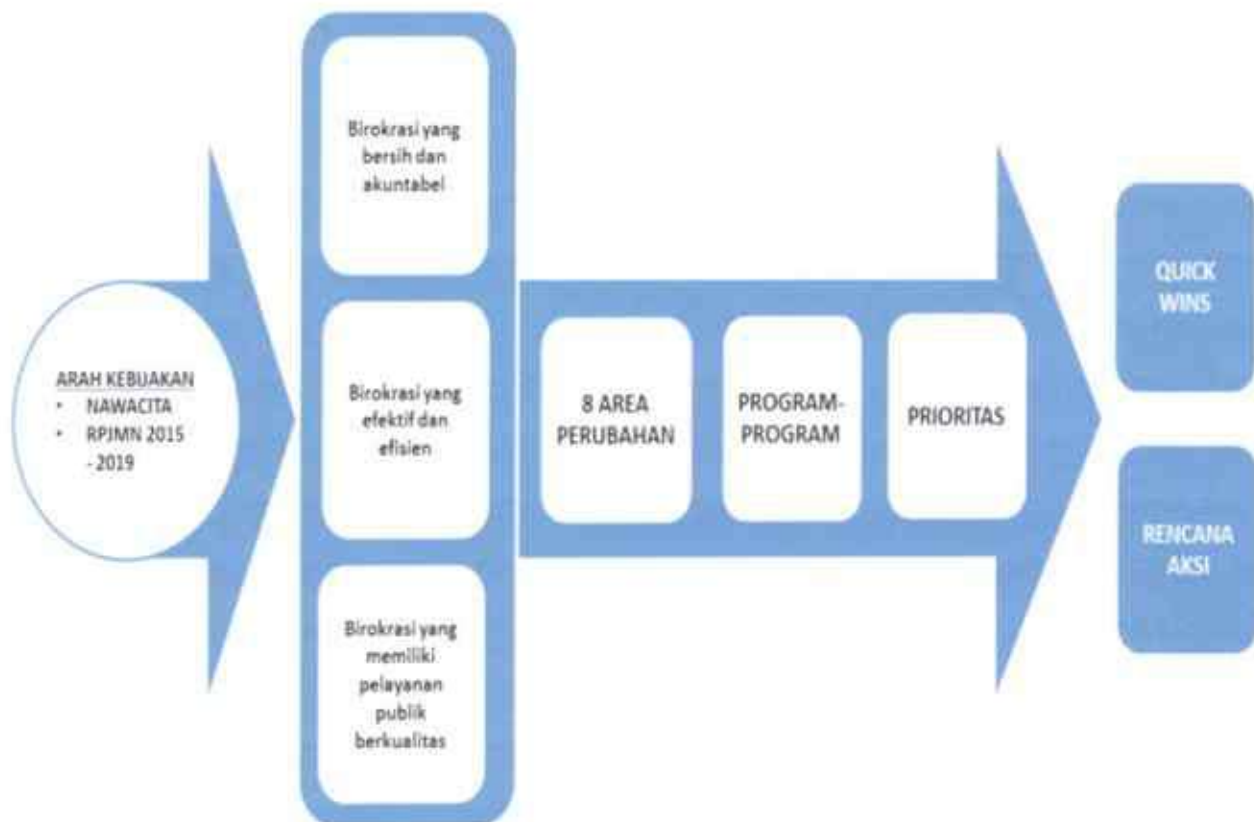 ARAH KEBIJAKAN
• NAWACITA
• RPJMN 2015
- 2019
Birokrasi yang
bersih dan
akuntabel
Birokrasi yang
efektif dan
efisien
Birokrasi yang
memiliki
pelayanan
publik
berkualitas
8 AREA
PERUBAHAN
PROGRAM-
PROGRAM
PRIORITAS
QUICK
WINS
RENCANA
AKSI